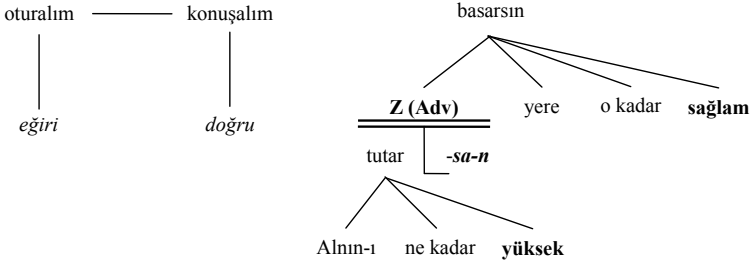 oturalım konuşalım
eğiri doğru
basarsın
Z (Adv) yere o kadar sağlam
tutar -sa-n
Alnın-ı ne kadar yüksek